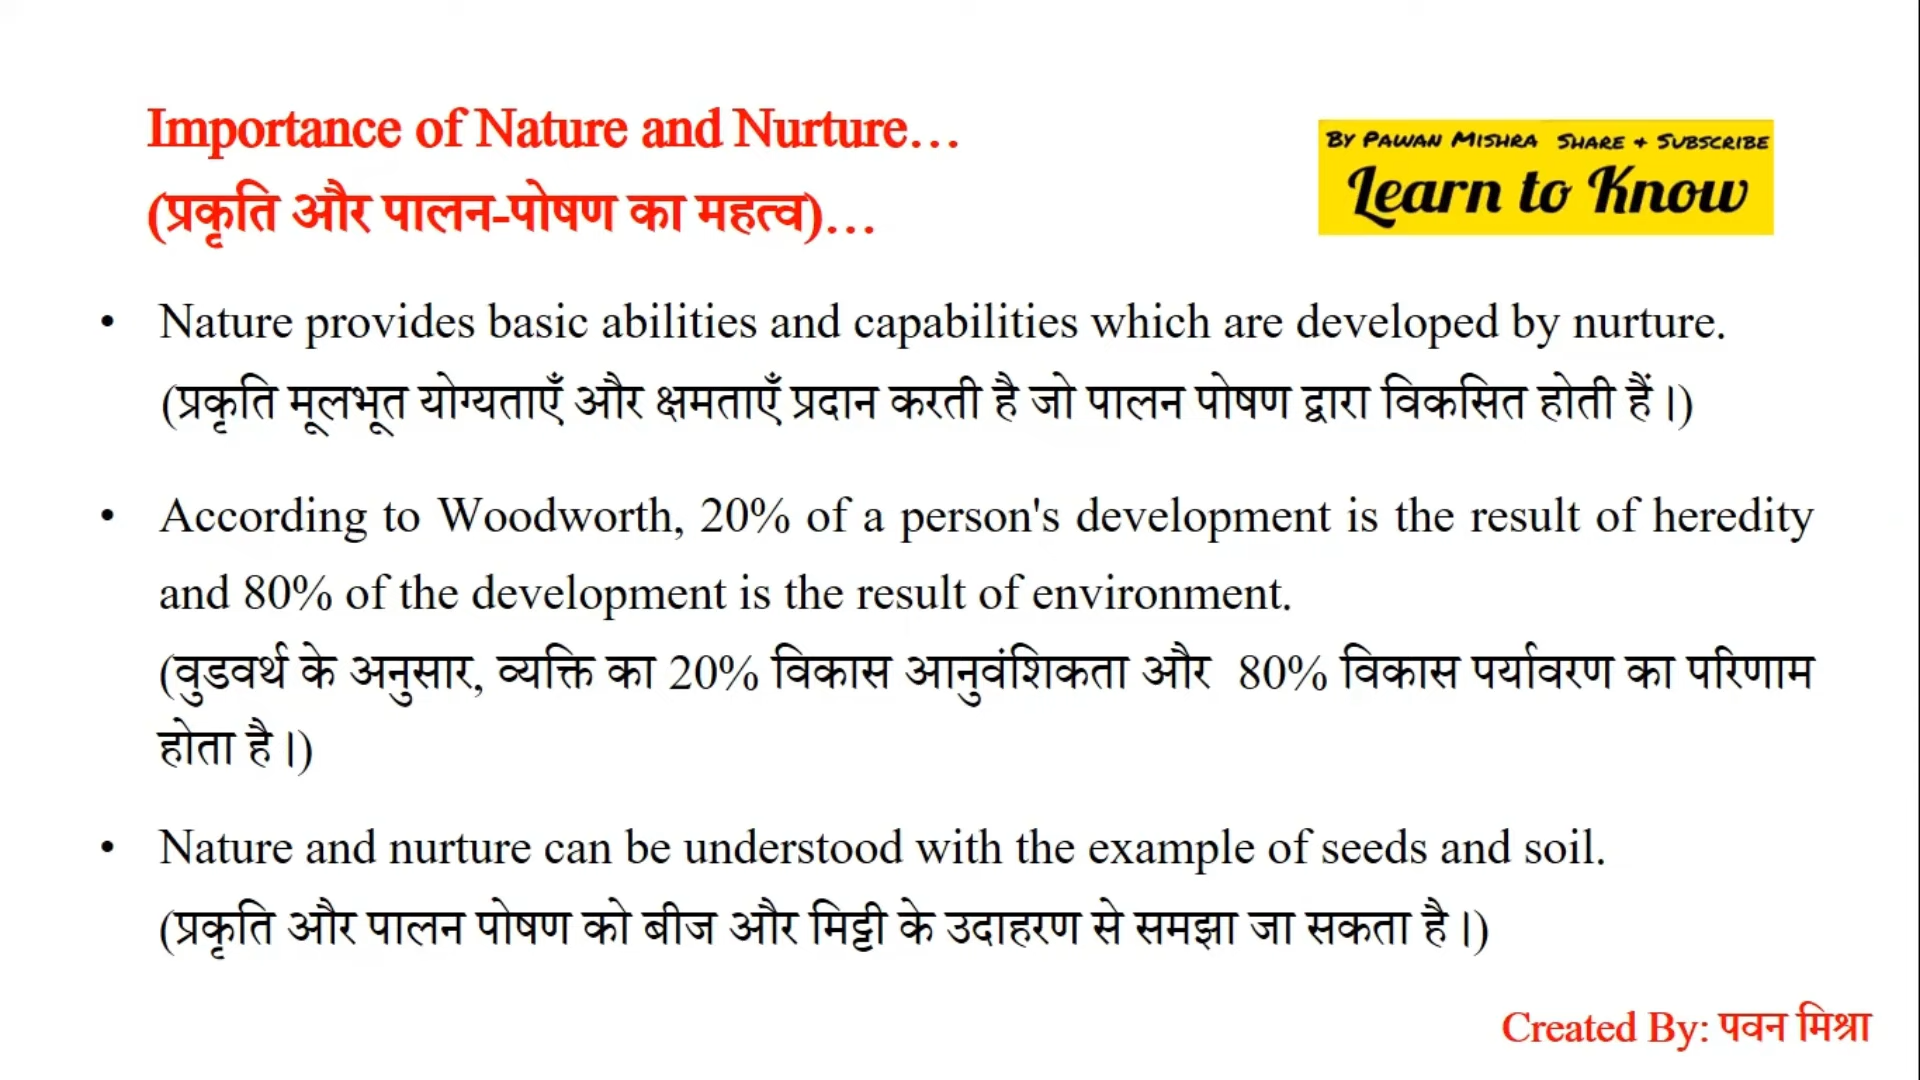 Importance of Nature and Nurture…
(प्रकृति और पालन-पोषण का महत्व)…
By Pawan Mishra Share + Subscribe
Learn to Know
• Nature provides basic abilities and capabilities which are developed by nurture.
(प्रकृति मूलभूत योग्यताएँ और क्षमताएँ प्रदान करती है जो पालन पोषण द्वारा विकसित होती हैं।)
• According to Woodworth, 20% of a person's development is the result of heredity
and 80% of the development is the result of environment.
(वुडवर्थ के अनुसार, व्यक्ति का 20% विकास आनुवंशिकता और 80% विकास पर्यावरण का परिणाम
होता है।)
• Nature and nurture can be understood with the example of seeds and soil.
(प्रकृति और पालन पोषण को बीज और मिट्टी के उदाहरण से समझा जा सकता है।)
Created By: पवन मिश्रा